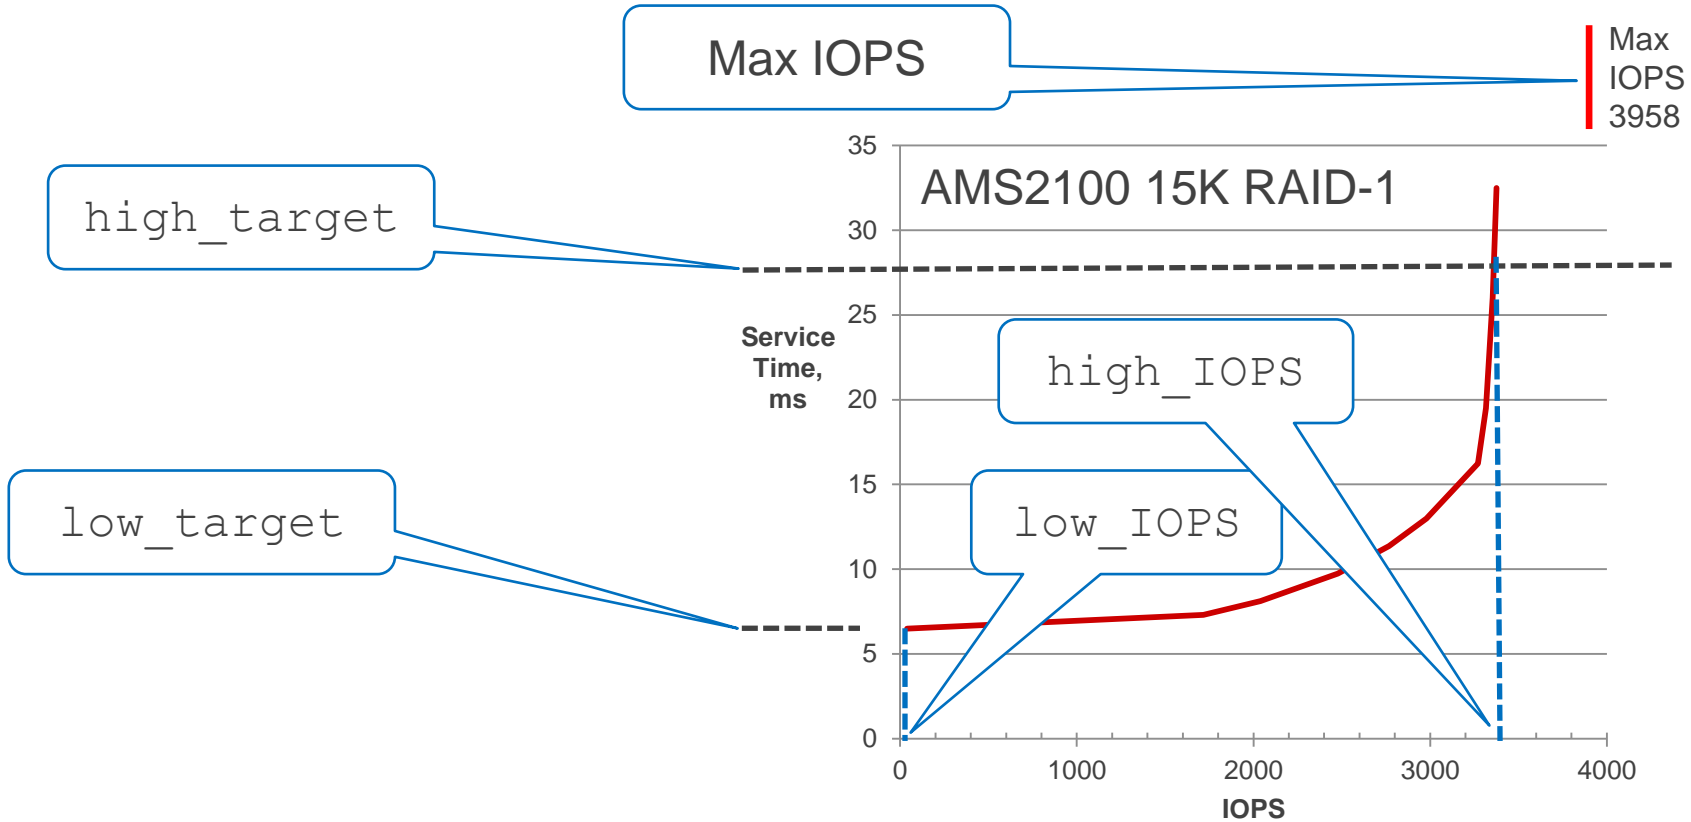 Max IOPS
Max
IOPS
3958
AMS2100 15K RAID-1
high_target
low_target
high_IOPS
low_IOPS
Service
Time,
ms
35
30
25
20
15
10
5
0
0 1000 2000 3000 4000
IOPS